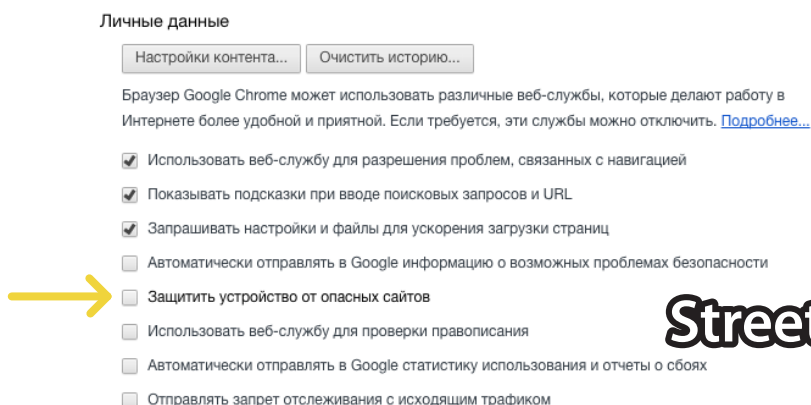 Личные данные
Настройки контента... Очистить историю...
Браузер Google Chrome может использовать различные веб-службы, которые делают работу в
Интернете более удобной и приятной. Если требуется, эти службы можно отключить. Подробнее...
Использовать веб-службу для разрешения проблем, связанных с навигацией
Показывать подсказки при вводе поисковых запросов и URL
Запрашивать настройки и файлы для ускорения загрузки страниц
Автоматически отправлять в Google информацию о возможных проблемах безопасности
Защитить устройство от опасных сайтов
Street
Использовать веб-службу для проверки правописания
Автоматически отправлять в Google статистику использования и отчеты о сбоях
Отправлять запрет отслеживания с исходящим трафиком